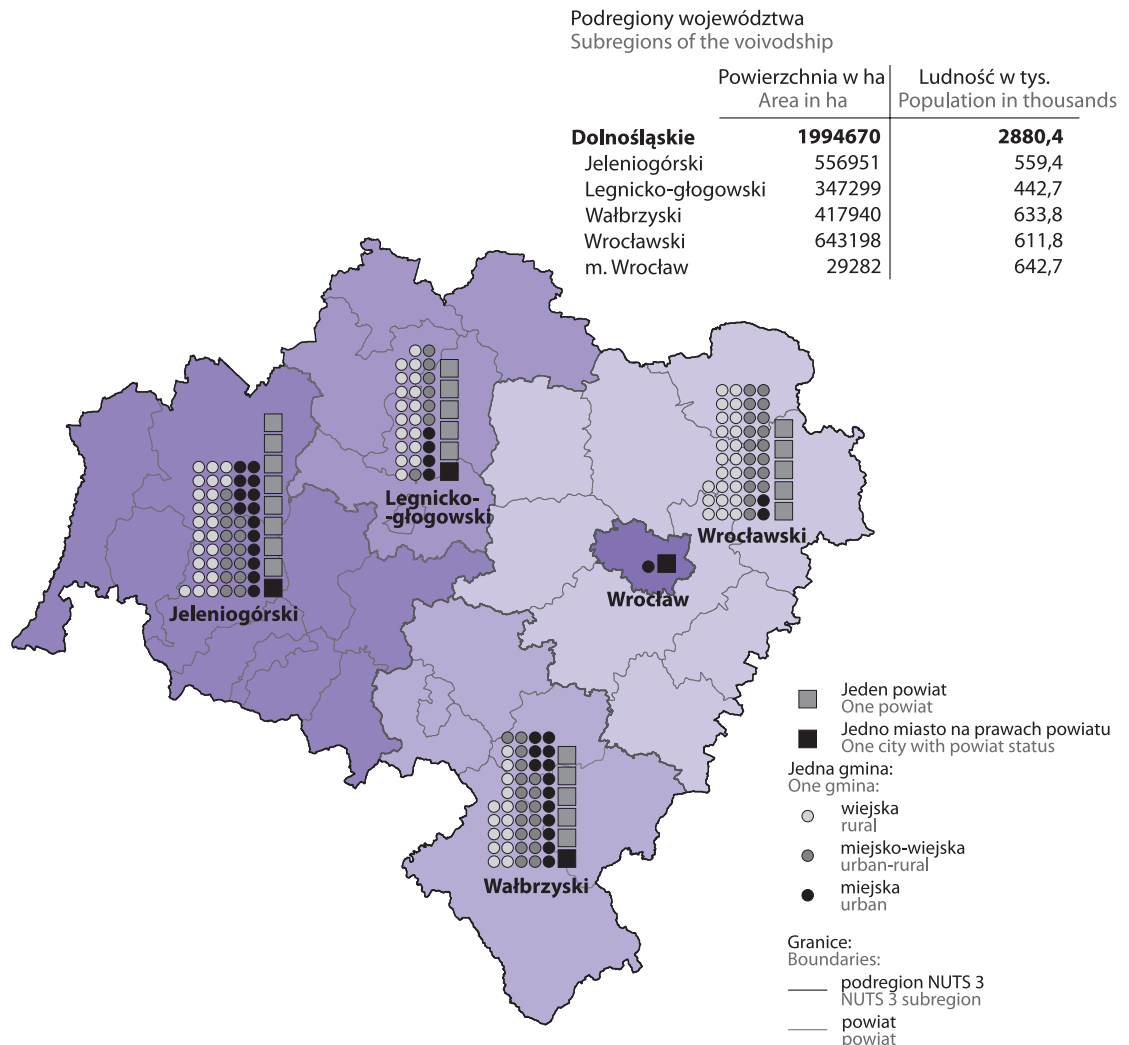 Podregiony województwa
Subregions of the voivodship
Powierzchnia w ha Ludność w tys.
Area in ha Population in thousands
Dolnośląskie 1994670 2880,4
Jeleniogórski 556951 559,4
Legnicko-głogowski 347299 442,7
Wałbrzyski 417940 633,8
Wrocławski 643198 611,8
m. Wrocław 29282 642,7
Legnicko-
-głogowski
Wrocławski
Jeleniogórski
Wrocław
Wałbrzyski
Jeden powiat
One powiat
Jedno miasto na prawach powiatu
One city with powiat status
Jedna gmina:
One gmina:
wiejska
rural
miejsko-wiejska
urban-rural
miejska
urban
Granice:
Boundaries:
podregion NUTS 3
NUTS 3 subregion
powiat
powiat